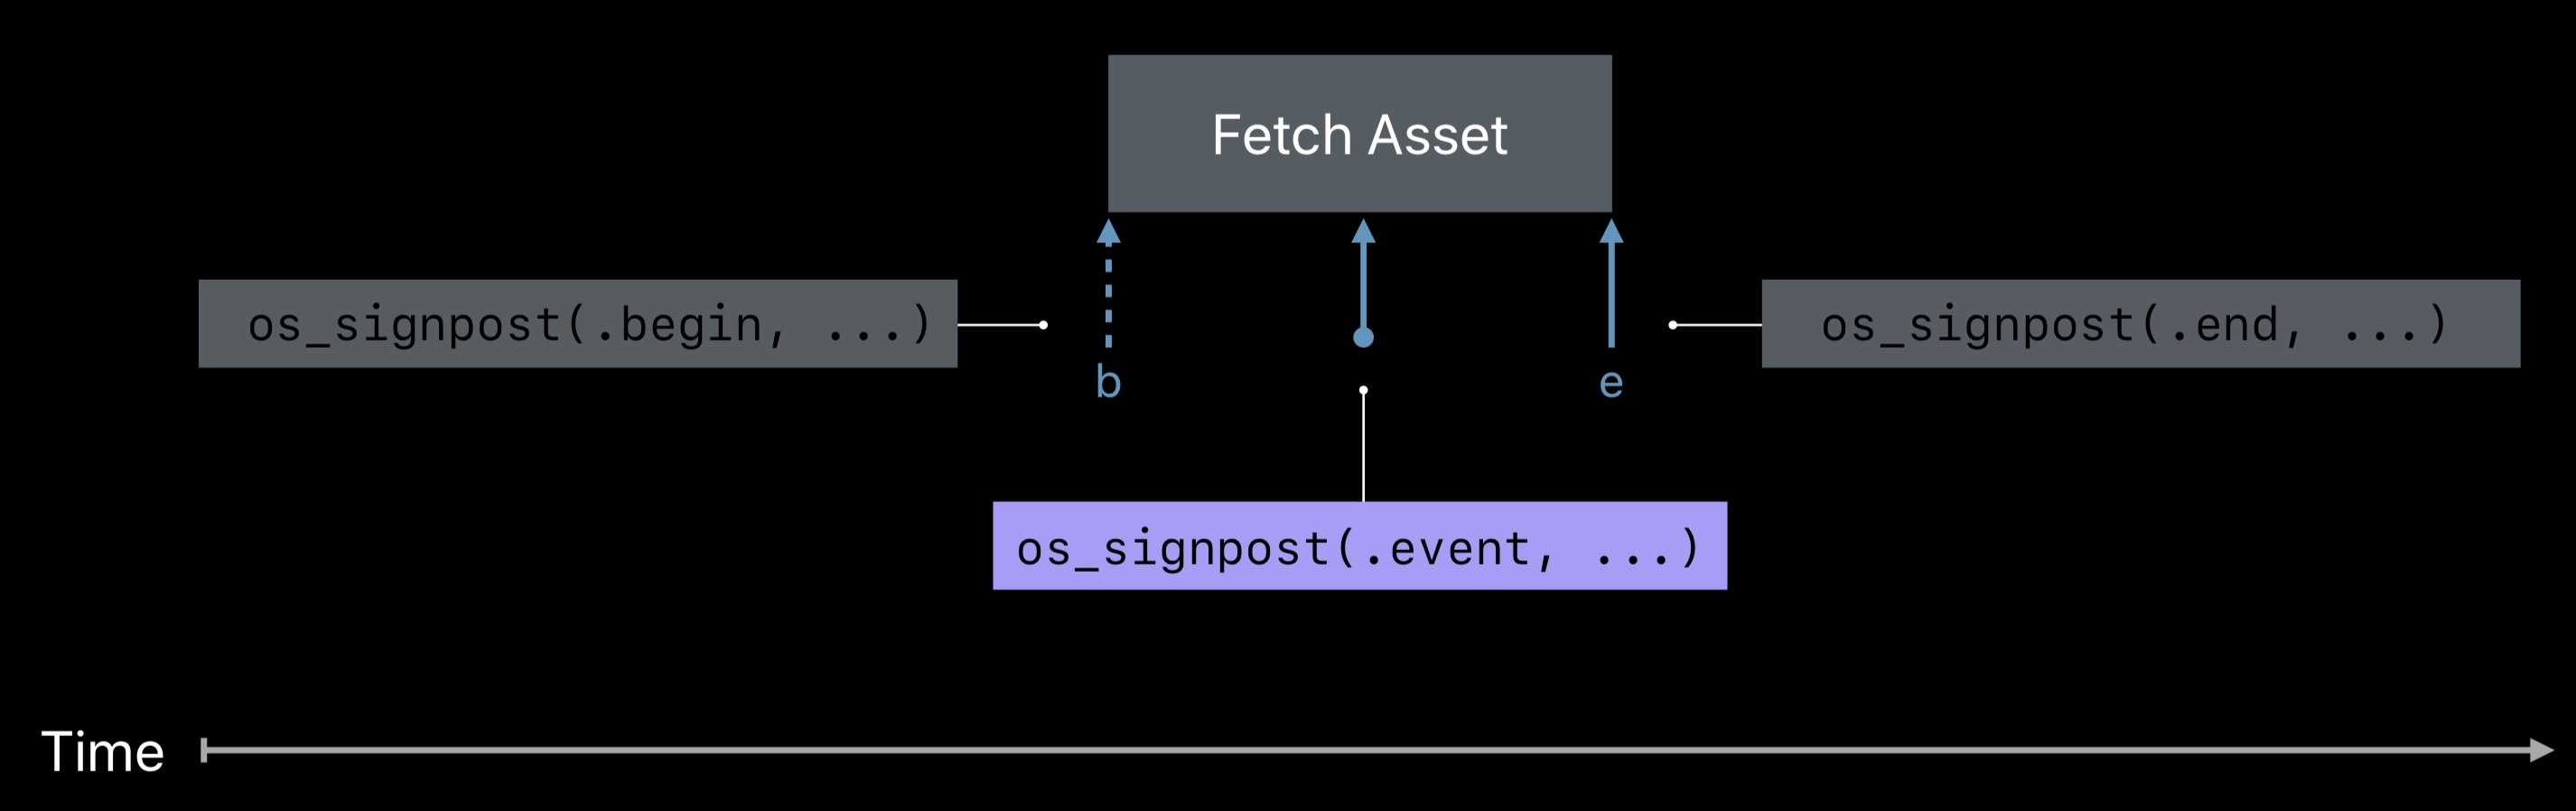 Fetch Asset
os_signpost(.begin, ...)
os_signpost(.end, ...)
b
e
os_signpost(.event, ...)
Time